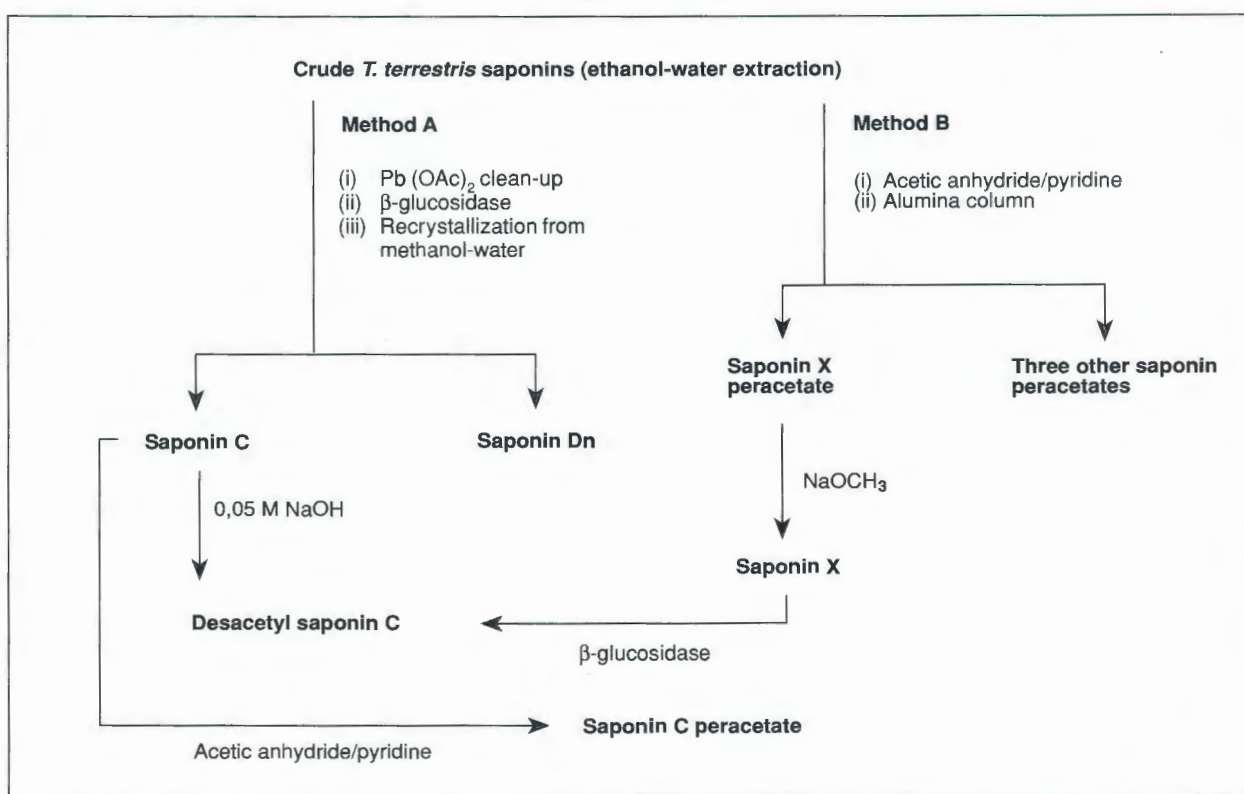 Crude T. terrestris saponins (ethanol-water extraction)
Method A
(i) Pb (OAc)₂ clean-up
(ii) β-glucosidase
(iii) Recrystallization from
methanol-water
Method B
(i) Acetic anhydride/pyridine
(ii) Alumina column
Saponin X
peracetate
Three other saponin
peracetates
Saponin C
Saponin Dn
NaOCH₃
0,05 M NaOH
Saponin X
Desacetyl saponin C
β-glucosidase
Saponin C peracetate
Acetic anhydride/pyridine